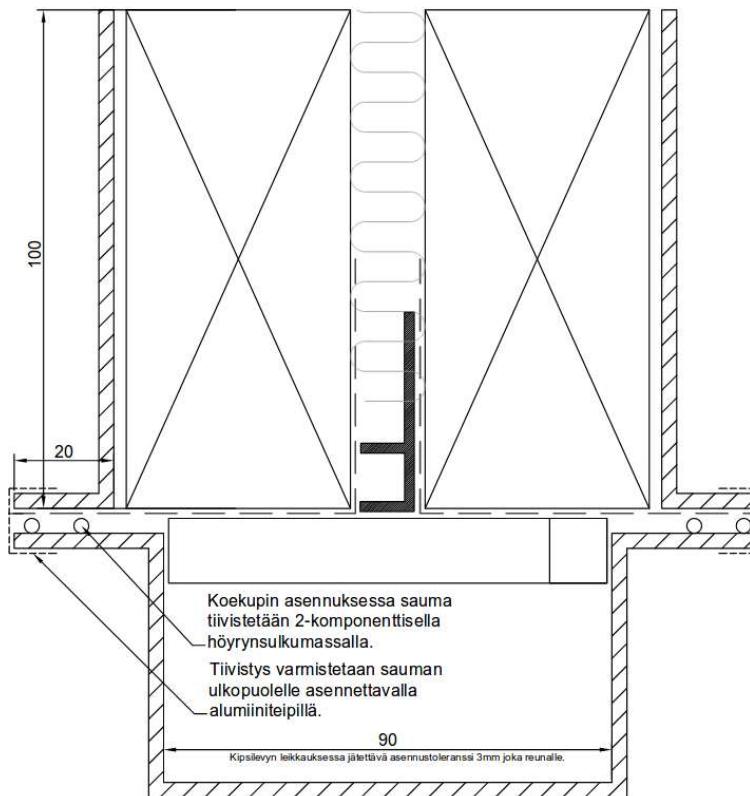 100
20
Koekupin asennuksessa sauma
tiivistetään 2-komponenttisella
höyrynsulkumassalla.
Tiivistys varmistetaan sauman
ulkopuolelle asennettavalla
alumiiniteipillä.
90
Kipsilevyn leikkauksessa jätettävä asennustoleranssi 3mm joka reunalle.